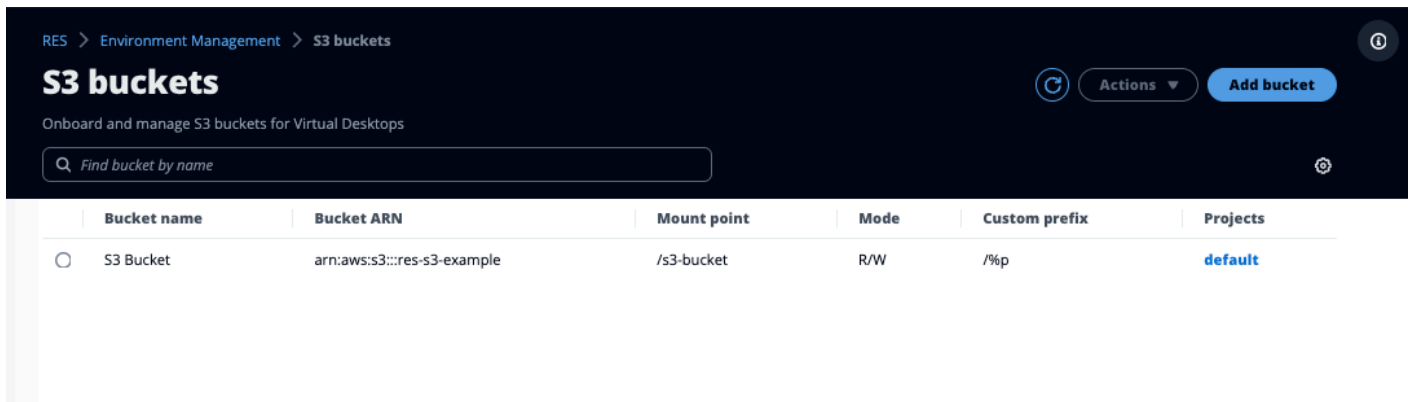 RES > Environment Management > S3 buckets
S3 buckets
Actions
Add bucket
Onboard and manage S3 buckets for Virtual Desktops
Find bucket by name
Bucket name Bucket ARN Mount point Mode Custom prefix Projects
S3 Bucket arn:aws:s3:::res-s3-example /s3-bucket R/W /%p default